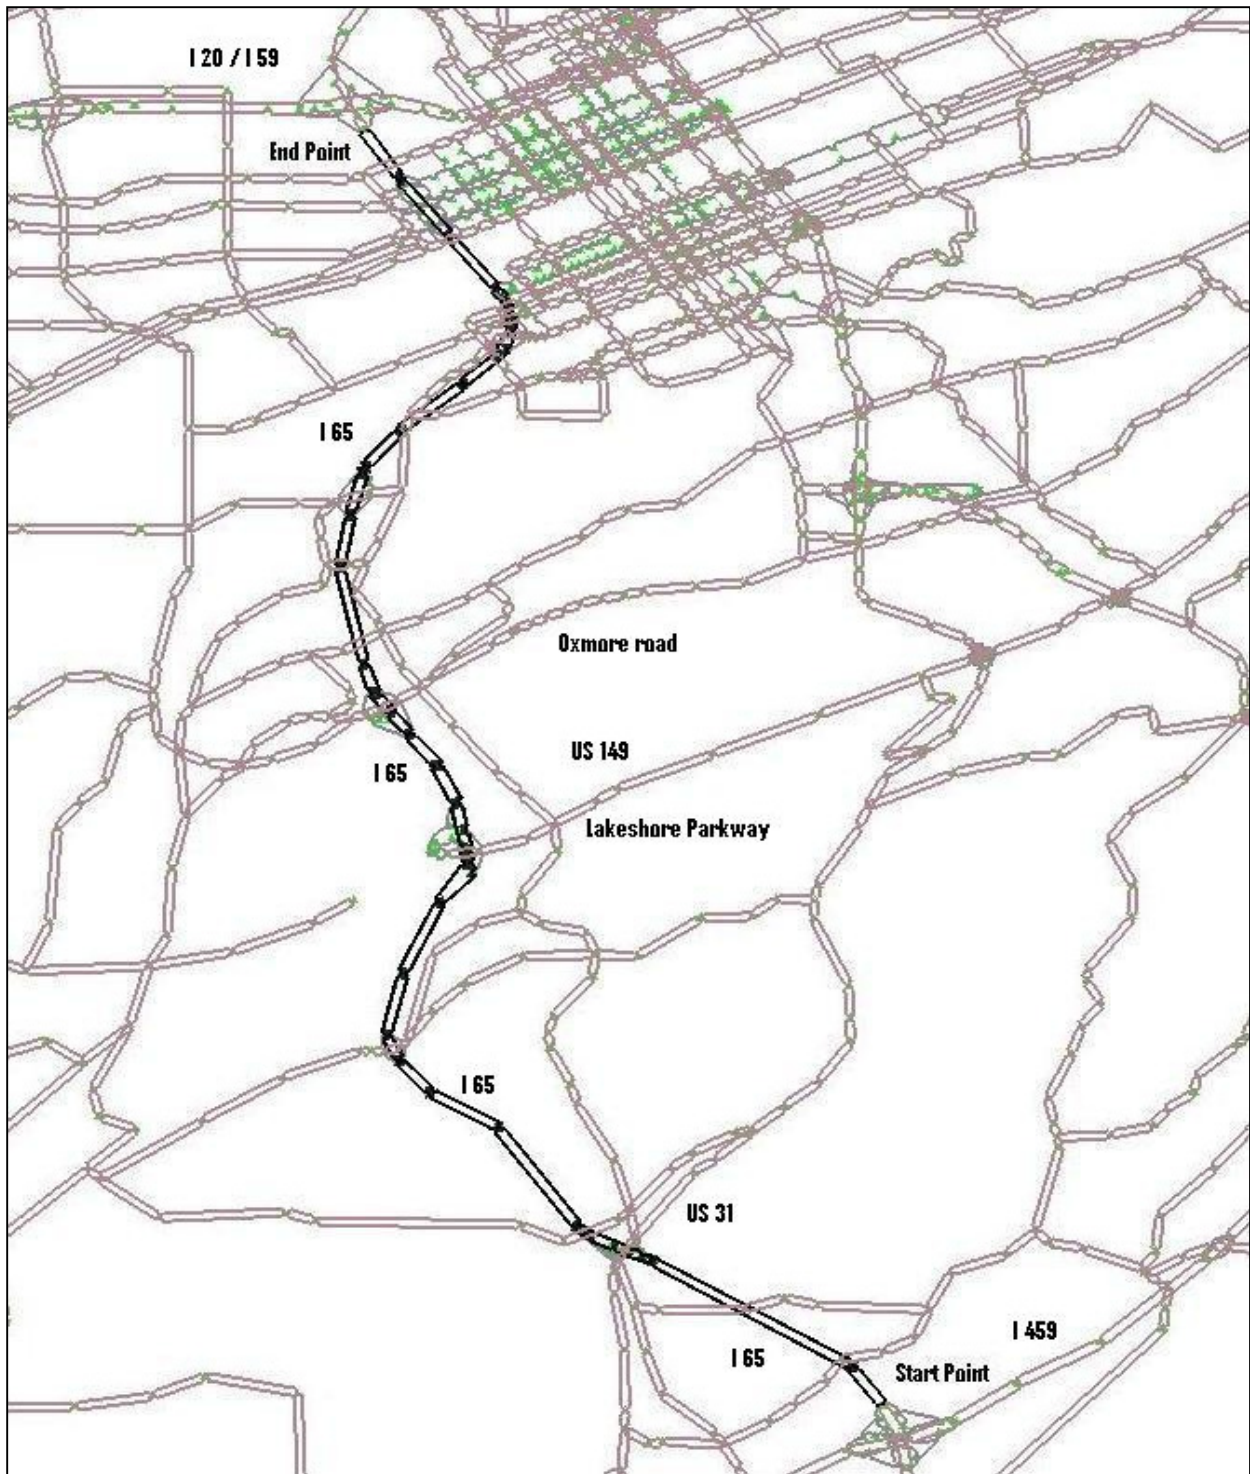 I 20 / I 59
End Point
I 65
Oxmore road
US 149
I 65
Lakeshore Parkway
I 65
US 31
I 459
I 65
Start Point